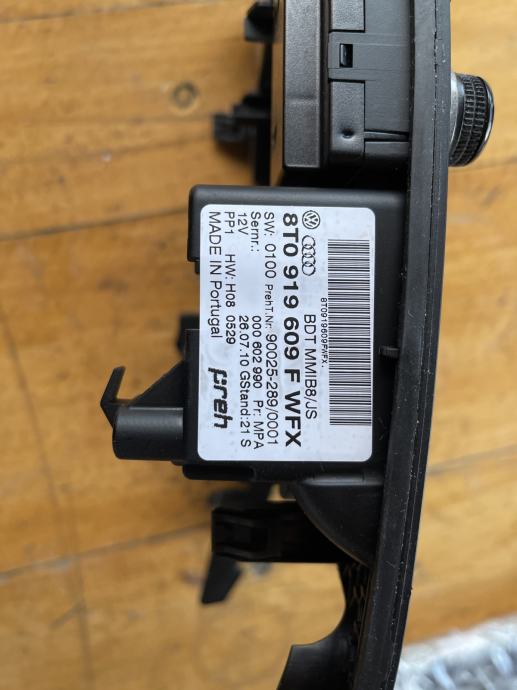 8T0919609FWFX.
BDT MMIB8/JS
8T0 919 609 F WFX
SW: 0100 PrehT.Nr: 90025-289/0001
Sernr.: 000 602 990 Pr: MPA
12V 26.07.10 GStand:21 S
PP1 HW: H08 0529
MADE IN Portugal
preh